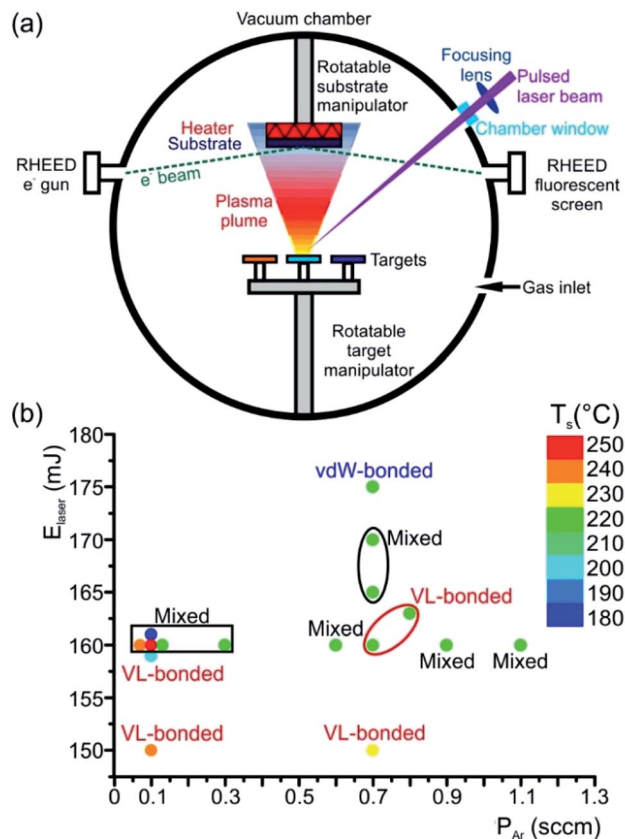 (a)
Vacuum chamber
Rotatable
substrate
manipulator
Focusing
lens
Pulsed
laser beam
Chamber window
Heater
Substrate
RHEED
e⁻ gun
e⁻ beam
RHEED
fluorescent
screen
Plasma
plume
Targets
Gas inlet
Rotatable
target
manipulator
(b)
T_s(°C)
E_laser (mJ)
180
175
170
165
160
155
150
vdW-bonded
Mixed
VL-bonded
Mixed
Mixed
Mixed
Mixed
VL-bonded
VL-bonded
VL-bonded
250
240
230
220
210
200
190
180
0 0.1 0.3 0.5 0.7 0.9 1.1 1.3
P_Ar (sccm)